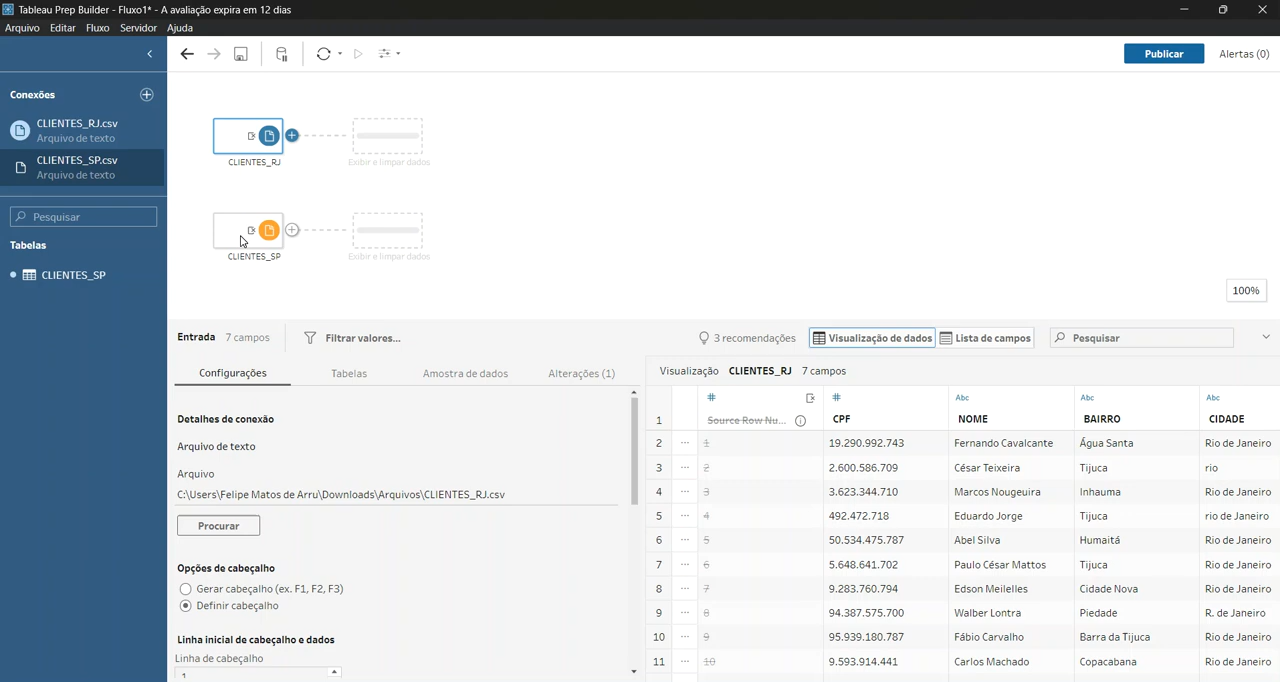 Tableau Prep Builder - Fluxo1* - A avaliação expira em 12 dias
Arquivo Editar Fluxo Servidor Ajuda
Publicar Alertas (0)
Conexões
CLIENTES_RJ.csv
Arquivo de texto
CLIENTES_SP.csv
Arquivo de texto
Pesquisar
Tabelas
CLIENTES_SP
CLIENTES_RJ
Exibir e limpar dados
CLIENTES_SP
Exibir e limpar dados
100%
Entrada 7 campos Filtrar valores... 3 recomendações Visualização de dados Lista de campos Pesquisar
Configurações Tabelas Amostra de dados Alterações (1)
Detalhes de conexão
Arquivo de texto
Arquivo
C:\Users\Felipe Matos de Arru\Downloads\Arquivos\CLIENTES_RJ.csv
Procurar
Opções de cabeçalho
Gerar cabeçalho (ex. F1, F2, F3)
Definir cabeçalho
Linha inicial de cabeçalho e dados
Linha de cabeçalho
1
Visualização CLIENTES_RJ 7 campos
# # Abc Abc Abc
1 Source Row Nu... CPF NOME BAIRRO CIDADE
2 ... 1 19.290.992.743 Fernando Cavalcante Água Santa Rio de Janeiro
3 ... 2 2.600.586.709 César Teixeira Tijuca rio
4 ... 3 3.623.344.710 Marcos Nougeuira Inhauma Rio de Janeiro
5 ... 4 492.472.718 Eduardo Jorge Tijuca rio de Janeiro
6 ... 5 50.534.475.787 Abel Silva Humaitá Rio de Janeiro
7 ... 6 5.648.641.702 Paulo César Mattos Tijuca Rio de Janeiro
8 ... 7 9.283.760.794 Edson Meilelles Cidade Nova Rio de Janeiro
9 ... 8 94.387.575.700 Walber Lontra Piedade R. de Janeiro
10 ... 9 95.939.180.787 Fábio Carvalho Barra da Tijuca Rio de Janeiro
11 ... 10 9.593.914.441 Carlos Machado Copacabana Rio de Janeiro